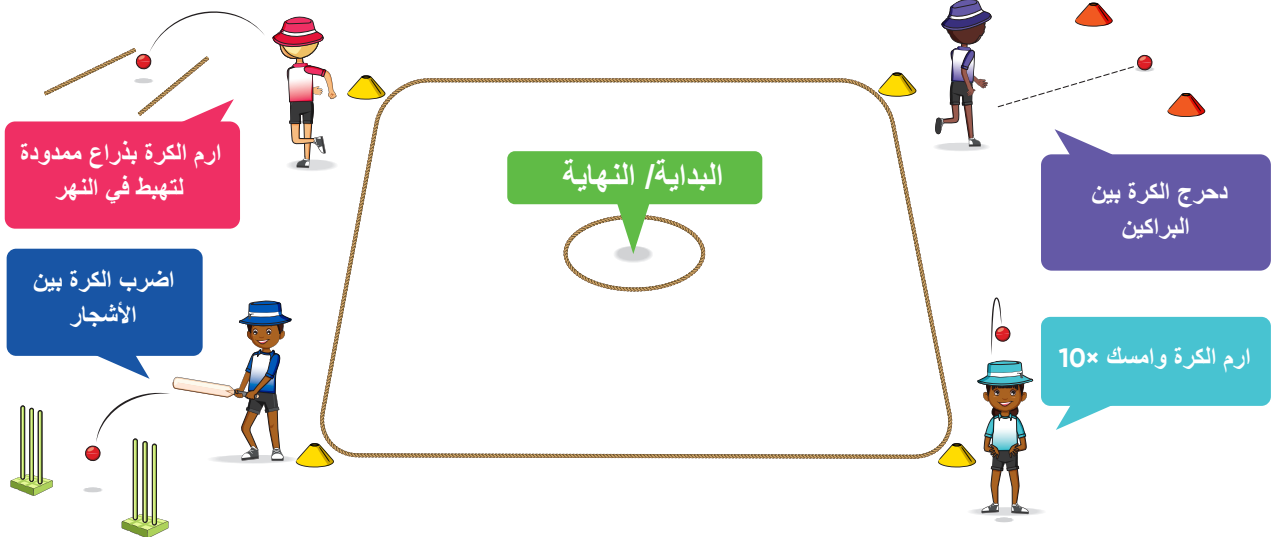 ارم الكرة بذراع ممدودة
لتهبط في النهر
البداية/ النهاية
دحرج الكرة بين
البراكين
اضرب الكرة بين
الأشجار
ارم الكرة وامسك ×10